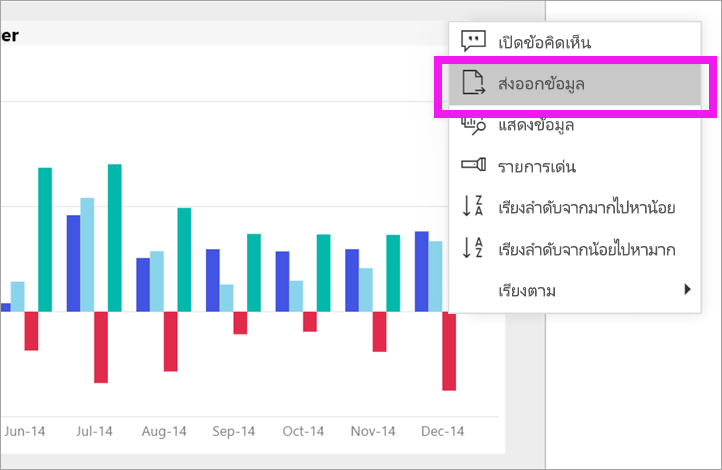 er
เปิดข้อคิดเห็น
ส่งออกข้อมูล
แสดงข้อมูล
รายการเด่น
เรียงลำดับจากมากไปหาน้อย
เรียงลำดับจากน้อยไปหามาก
เรียงตาม
Jun-14 Jul-14 Aug-14 Sep-14 Oct-14 Nov-14 Dec-14